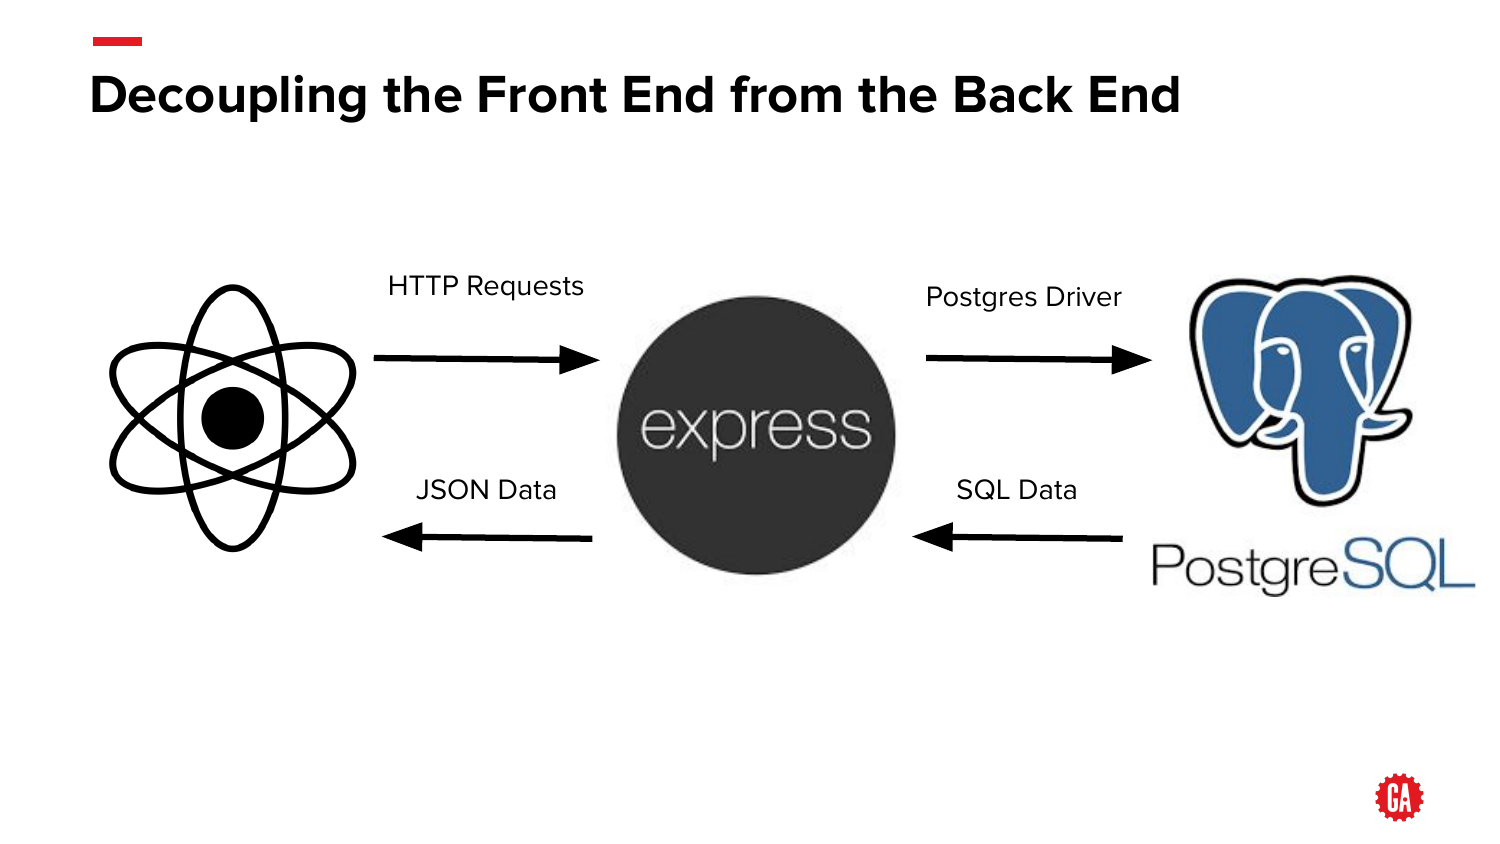 Decoupling the Front End from the Back End
HTTP Requests
Postgres Driver
express
JSON Data
SQL Data
PostgreSQL
GA